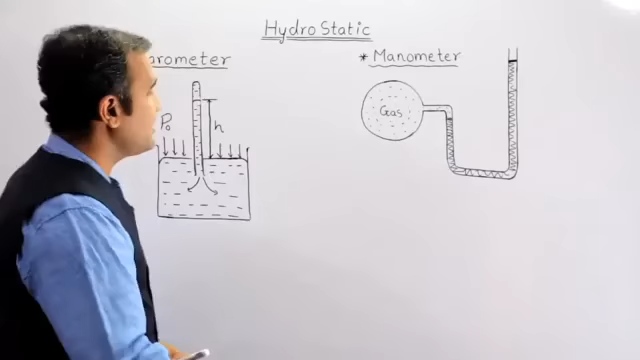 Hydro Static
arometer
* Manometer
P₀
h
Gas